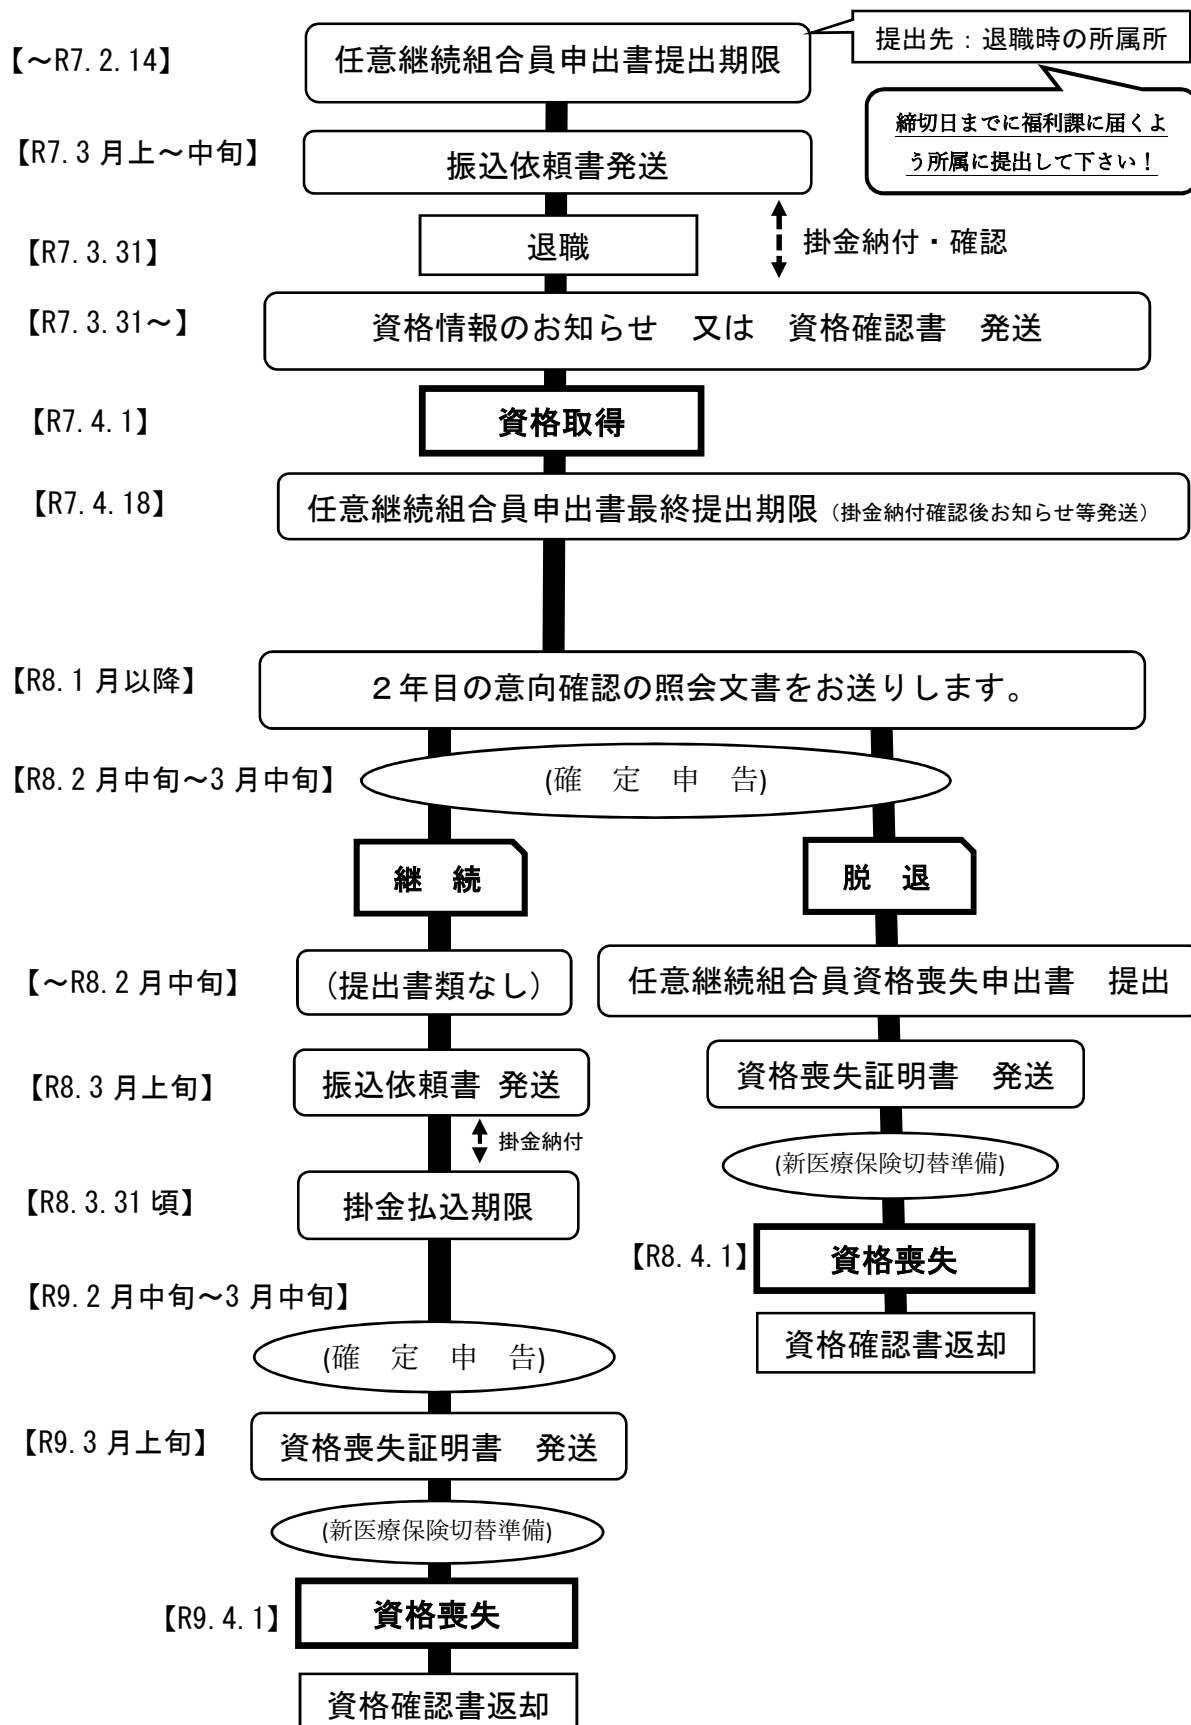 【～R7.2.14】
任意継続組合員申出書提出期限
提出先：退職時の所属所
締切日までに福利課に届くよ
う所属に提出して下さい！
【R7.3月上～中旬】
振込依頼書発送
【R7.3.31】
退職
掛金納付・確認
【R7.3.31～】
資格情報のお知らせ　又は　資格確認書　発送
【R7.4.1】
資格取得
【R7.4.18】
任意継続組合員申出書最終提出期限（掛金納付確認後お知らせ等発送）
【R8.1月以降】
２年目の意向確認の照会文書をお送りします。
【R8.2月中旬～3月中旬】
(確　定　申　告)
継　続
脱　退
【～R8.2月中旬】
（提出書類なし）
任意継続組合員資格喪失申出書　提出
【R8.3月上旬】
振込依頼書 発送
資格喪失証明書　発送
掛金納付
(新医療保険切替準備)
【R8.3.31頃】
掛金払込期限
【R8.4.1】
資格喪失
【R9.2月中旬～3月中旬】
資格確認書返却
(確　定　申　告)
【R9.3月上旬】
資格喪失証明書　発送
(新医療保険切替準備)
【R9.4.1】
資格喪失
資格確認書返却